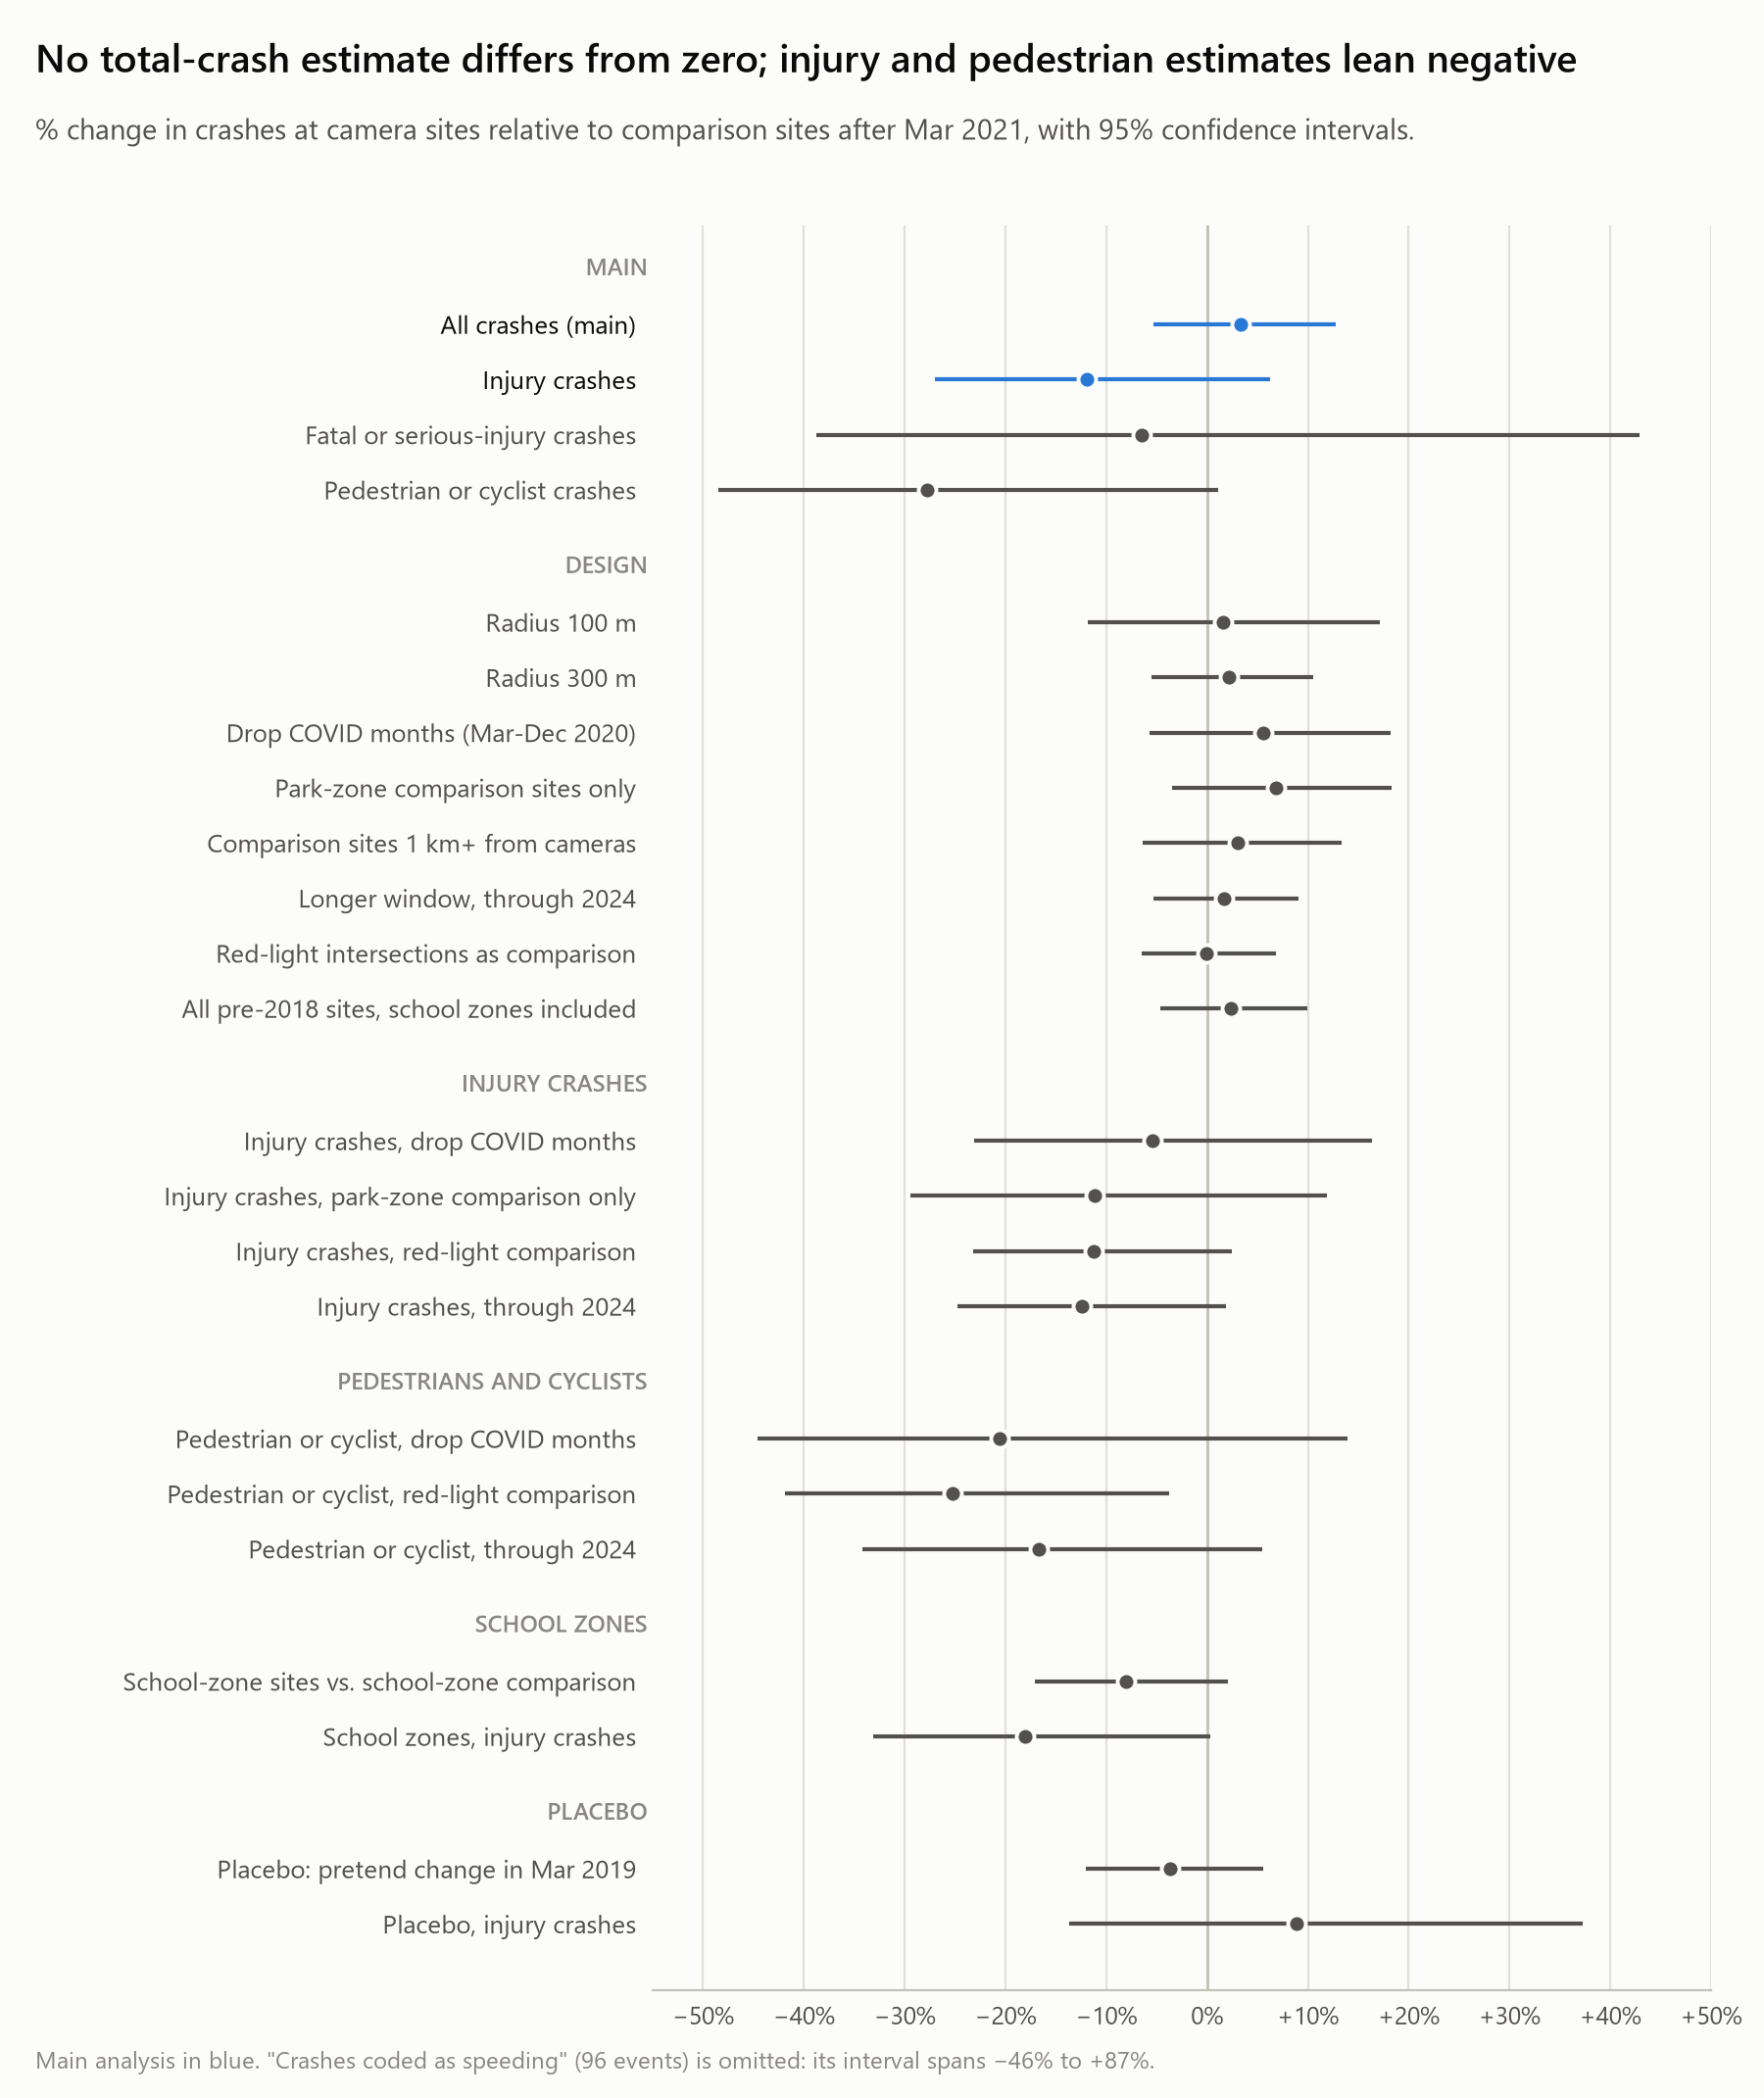 No total-crash estimate differs from zero; injury and pedestrian estimates lean negative
% change in crashes at camera sites relative to comparison sites after Mar 2021, with 95% confidence intervals.
MAIN
All crashes (main)
Injury crashes
Fatal or serious-injury crashes
Pedestrian or cyclist crashes
DESIGN
Radius 100 m
Radius 300 m
Drop COVID months (Mar-Dec 2020)
Park-zone comparison sites only
Comparison sites 1 km+ from cameras
Longer window, through 2024
Red-light intersections as comparison
All pre-2018 sites, school zones included
INJURY CRASHES
Injury crashes, drop COVID months
Injury crashes, park-zone comparison only
Injury crashes, red-light comparison
Injury crashes, through 2024
PEDESTRIANS AND CYCLISTS
Pedestrian or cyclist, drop COVID months
Pedestrian or cyclist, red-light comparison
Pedestrian or cyclist, through 2024
SCHOOL ZONES
School-zone sites vs. school-zone comparison
School zones, injury crashes
PLACEBO
Placebo: pretend change in Mar 2019
Placebo, injury crashes
−50% −40% −30% −20% −10% 0% +10% +20% +30% +40% +50%
Main analysis in blue. "Crashes coded as speeding" (96 events) is omitted: its interval spans −46% to +87%.